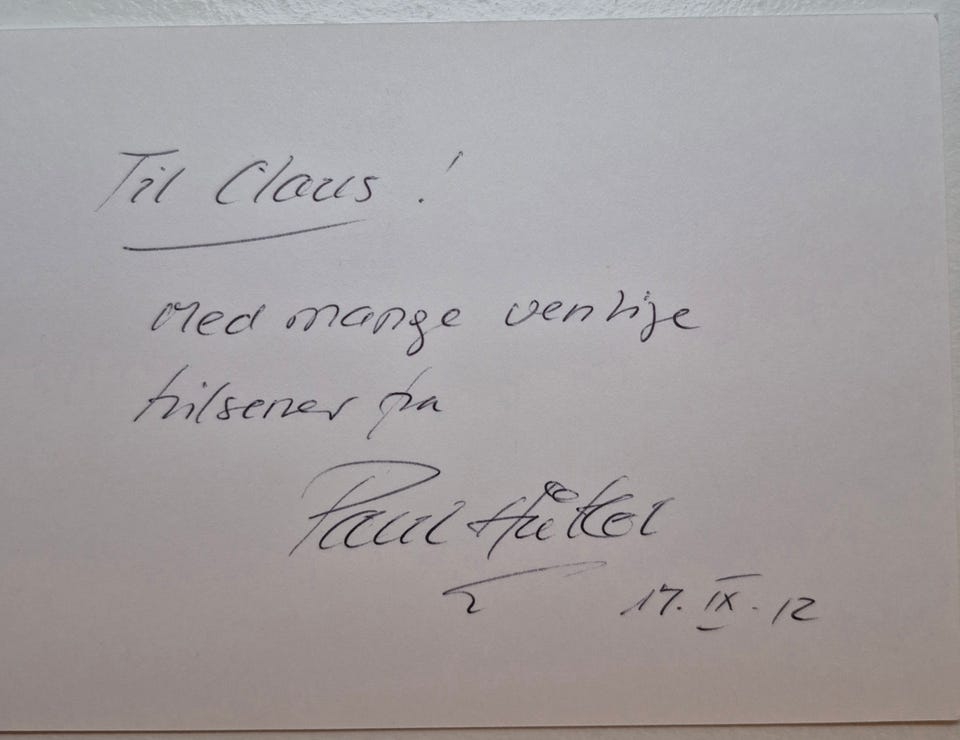 Til Claus!
Med mange venlige
hilsener fra
Paul Hüttel
17. IX. 12